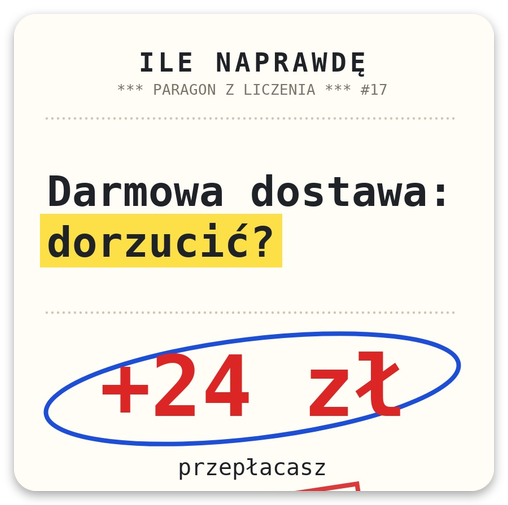 ILE NAPRAWDĘ
*** PARAGON Z LICZENIA *** #17
Darmowa dostawa:
dorzucić?
+24 zł
przepłacasz